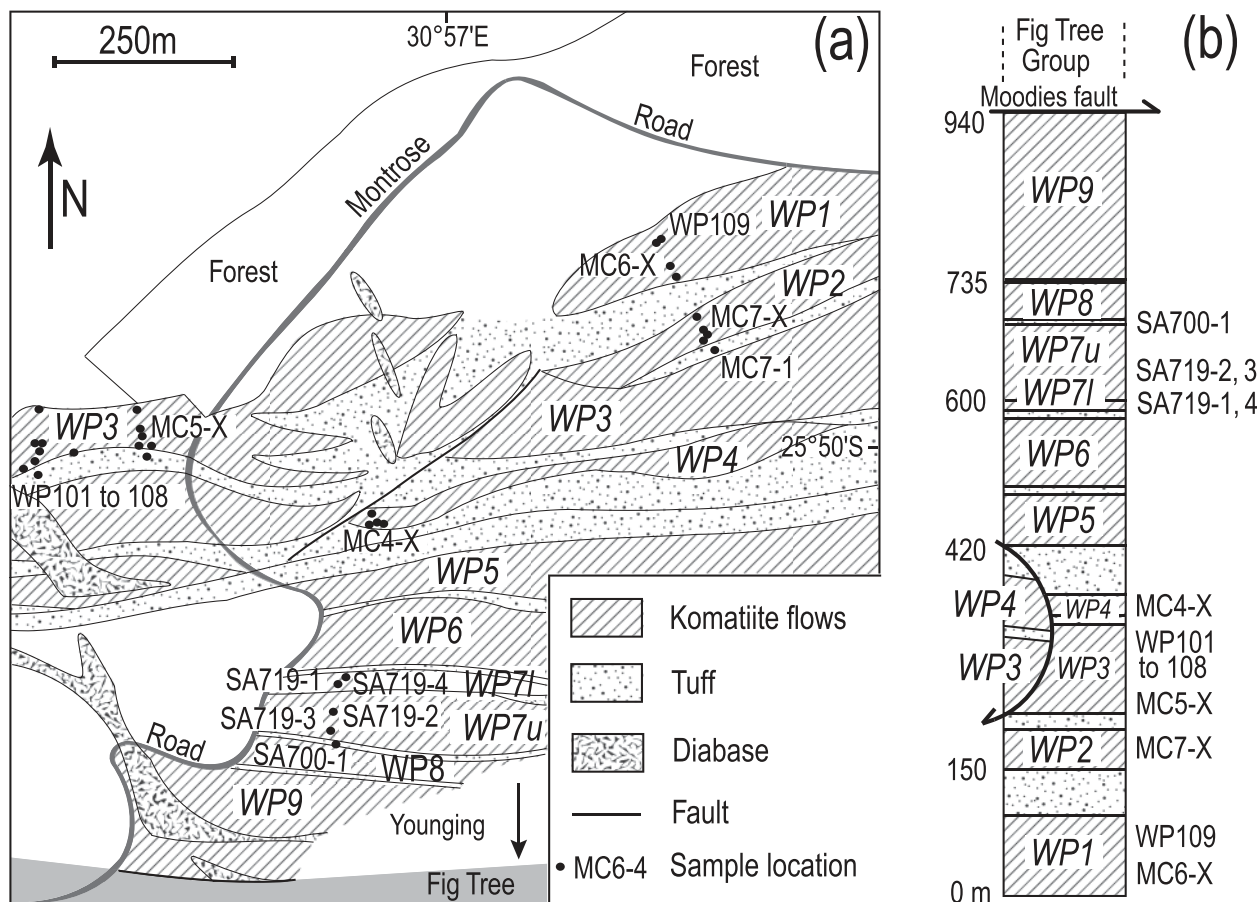 250m
30°57'E
(a)
Forest
Road
Montrose
N
Forest
WP1
WP109
MC6-X
WP2
MC7-X
MC7-1
WP3
MC5-X
WP3
WP4
25°50'S
WP101 to 108
MC4-X
WP5
WP6
SA719-1
SA719-4
WP7l
SA719-3
SA719-2
WP7u
Road
SA700-1
WP8
WP9
Younging
Fig Tree
Komatiite flows
Tuff
Diabase
Fault
MC6-4 Sample location
(b)
Fig Tree
Group
Moodies fault
940
WP9
735
WP8
SA700-1
WP7u
SA719-2, 3
WP7l
600
SA719-1, 4
WP6
WP5
420
WP4
WP4
MC4-X
WP101
to 108
WP3
WP3
MC5-X
WP2
MC7-X
150
WP109
WP1
MC6-X
0 m